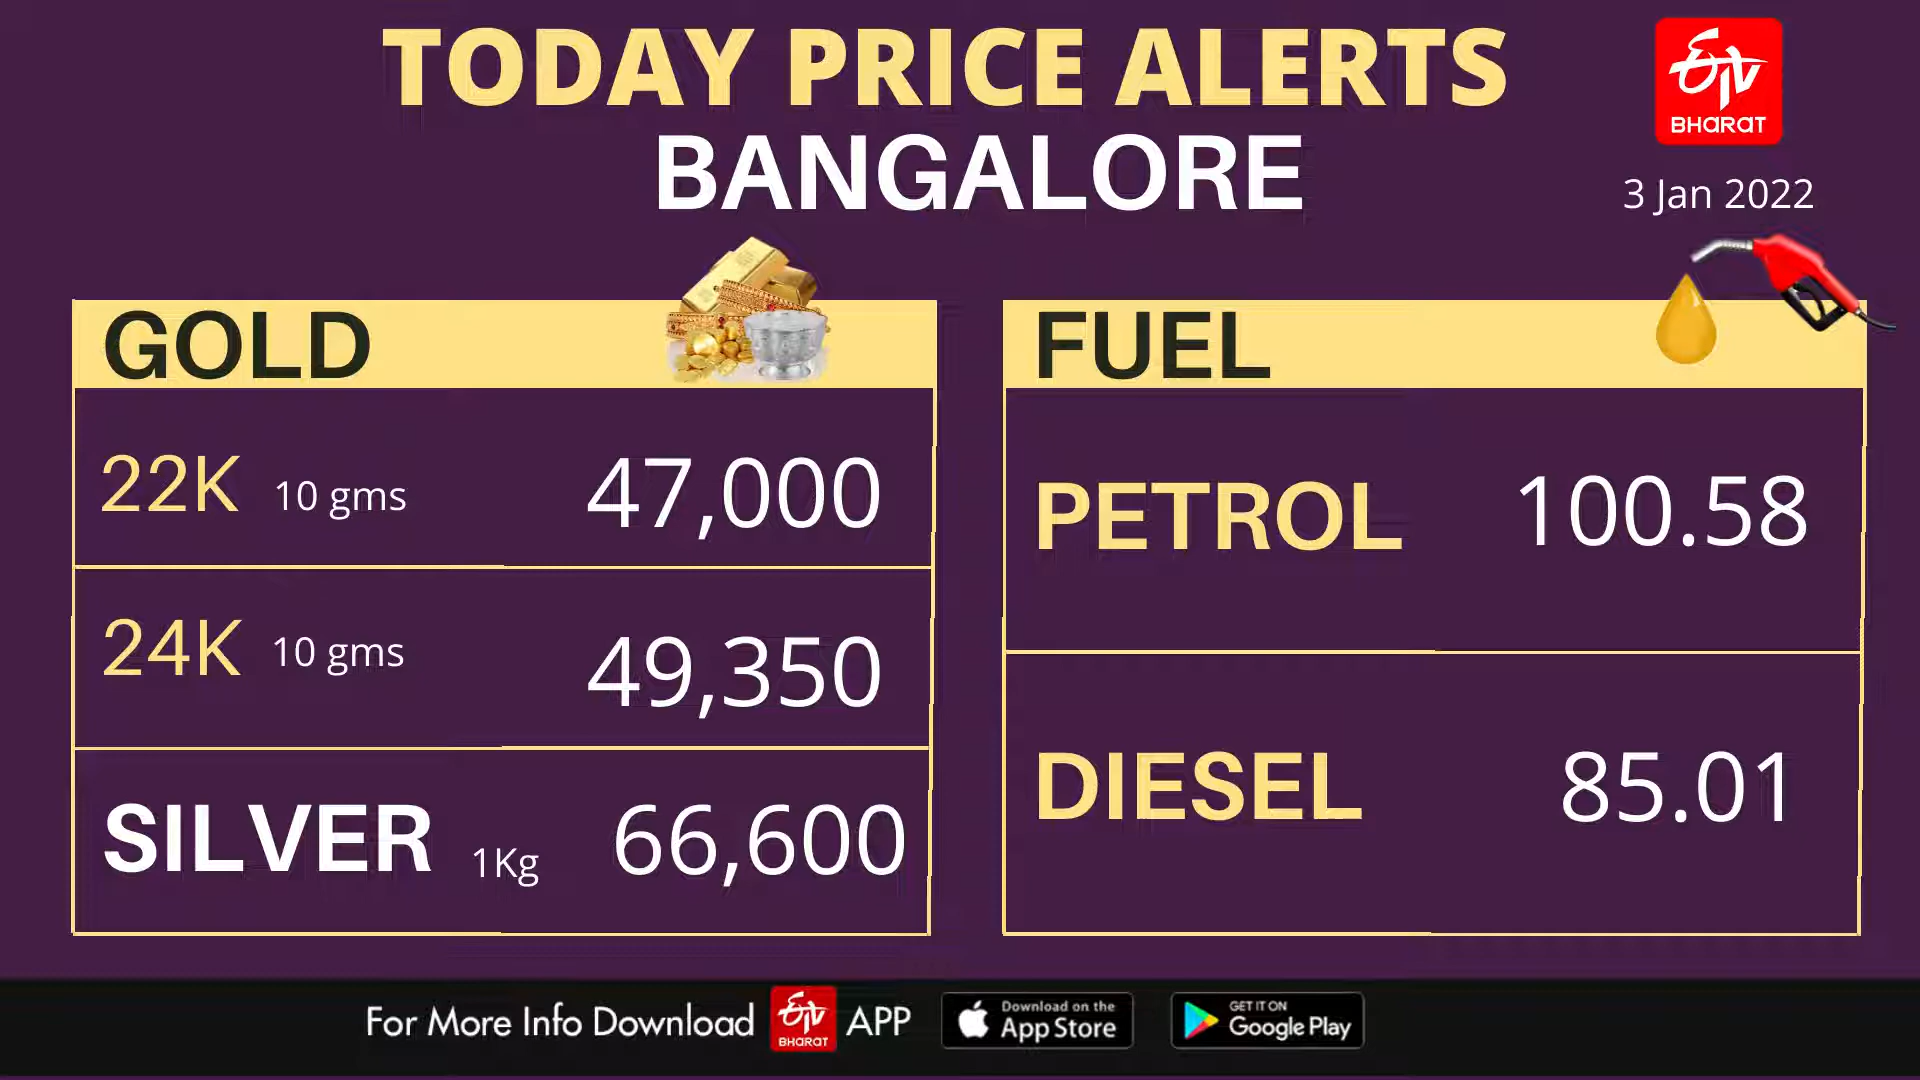 TODAY PRICE ALERTS
BANGALORE
ETV
BHARAT
3 Jan 2022
GOLD
22K 10 gms 47,000
24K 10 gms 49,350
SILVER 1Kg 66,600
FUEL
PETROL 100.58
DIESEL 85.01
For More Info Download ETV BHARAT APP
Download on the
App Store
GET IT ON
Google Play